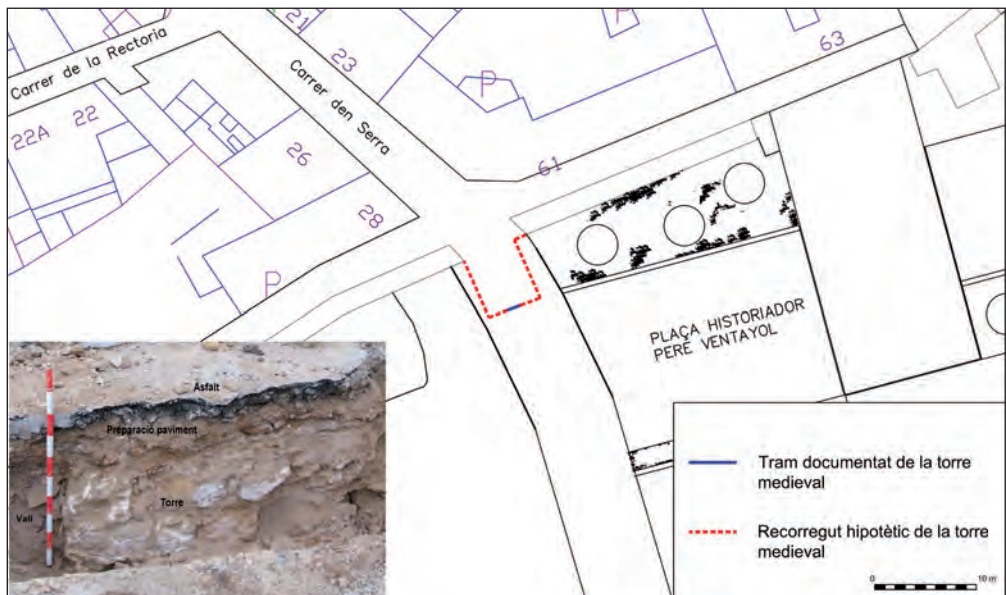 21
23
63
Carrer de la Rectoria
Carrer den Serra
P
22A
22
26
61
28
P
PLAÇA HISTORIADOR
PERE VENTAYOL
Asfalt
Preparació paviment
Torre
Vall
Tram documentat de la torre
medieval
Recorregut hipotètic de la torre
medieval
0
10 m